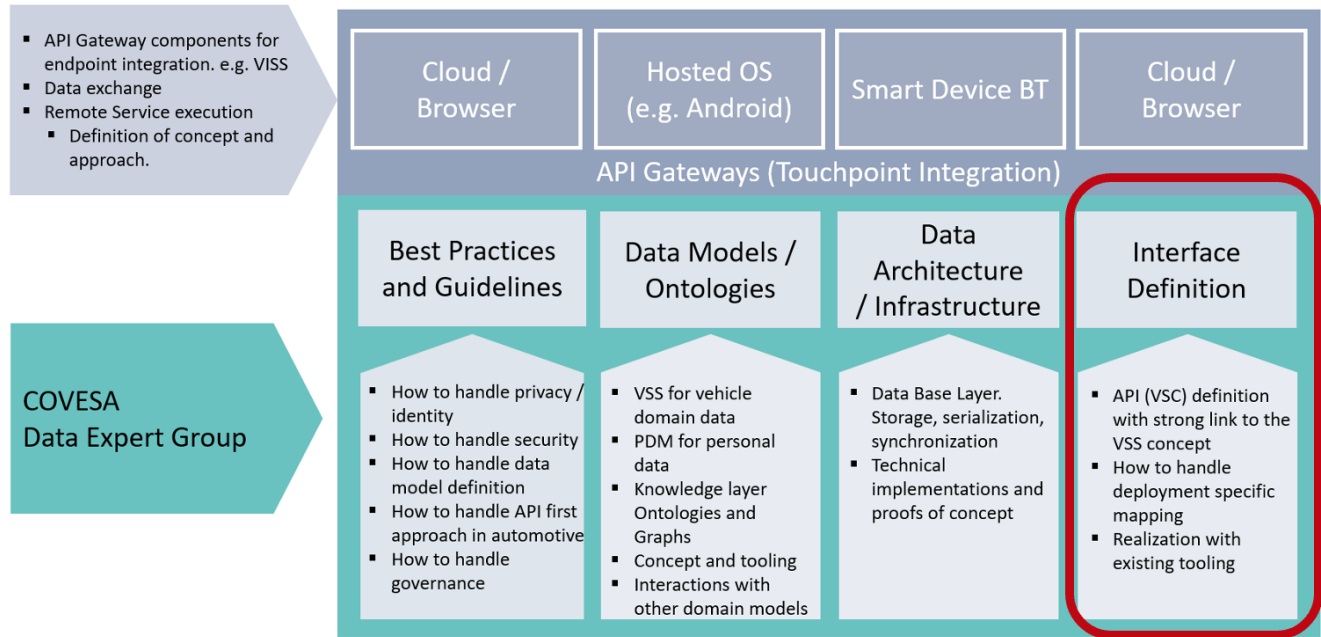 ▪ API Gateway components for
endpoint integration. e.g. VISS
▪ Data exchange
▪ Remote Service execution
▪ Definition of concept and
approach.
Cloud /
Browser
Hosted OS
(e.g. Android)
Smart Device BT
Cloud /
Browser
API Gateways (Touchpoint Integration)
COVESA
Data Expert Group
Best Practices
and Guidelines
▪ How to handle privacy /
identity
▪ How to handle security
▪ How to handle data
model definition
▪ How to handle API first
approach in automotive
▪ How to handle
governance
Data Models /
Ontologies
▪ VSS for vehicle
domain data
▪ PDM for personal
data
▪ Knowledge layer
Ontologies and
Graphs
▪ Concept and tooling
▪ Interactions with
other domain models
Data
Architecture
/ Infrastructure
▪ Data Base Layer.
Storage, serialization,
synchronization
▪ Technical
implementations and
proofs of concept
Interface
Definition
▪ API (VSC) definition
with strong link to the
VSS concept
▪ How to handle
deployment specific
mapping
▪ Realization with
existing tooling